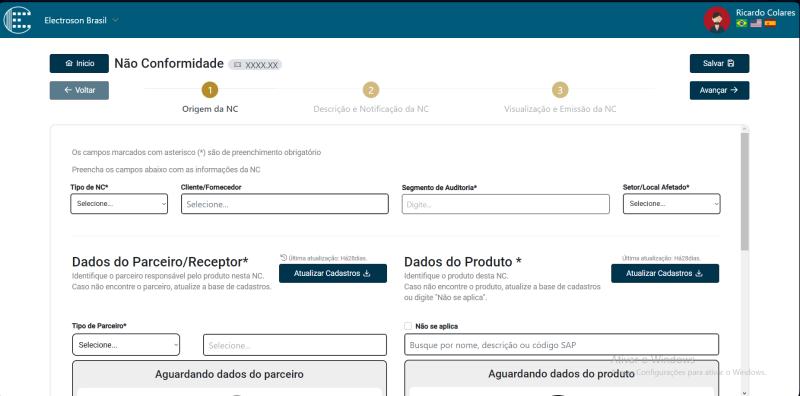 Electroson Brasil
Ricardo Colares
Início
Não Conformidade
XXXX.XX
Salvar
Voltar
1
2
3
Avançar
Origem da NC
Descrição e Notificação da NC
Visualização e Emissão da NC
Os campos marcados com asterisco (*) são de preenchimento obrigatório
Preencha os campos abaixo com as informações da NC
Tipo de NC*
Cliente/Fornecedor
Segmento de Auditoria*
Setor/Local Afetado*
Selecione...
Selecione...
Digite...
Selecione...
Dados do Parceiro/Receptor*
Última atualização: Há28dias.
Atualizar Cadastros
Identifique o parceiro responsável pelo produto nesta NC.
Caso não encontre o parceiro, atualize a base de cadastros.
Dados do Produto *
Última atualização: Há28dias.
Atualizar Cadastros
Identifique o produto desta NC.
Caso não encontre o produto, atualize a base de cadastros
ou digite "Não se aplica".
Tipo de Parceiro*
Selecione...
Selecione...
Não se aplica
Busque por nome, descrição ou código SAP
Aguardando dados do parceiro
Aguardando dados do produto
Ativar o Windows
Configurações para ativar o Windows.